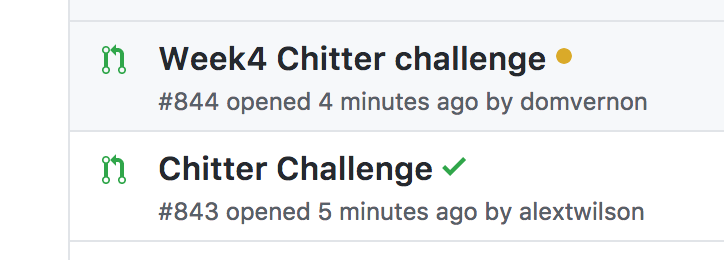 Week4 Chitter challenge
#844 opened 4 minutes ago by domvernon
Chitter Challenge
#843 opened 5 minutes ago by alextwilson